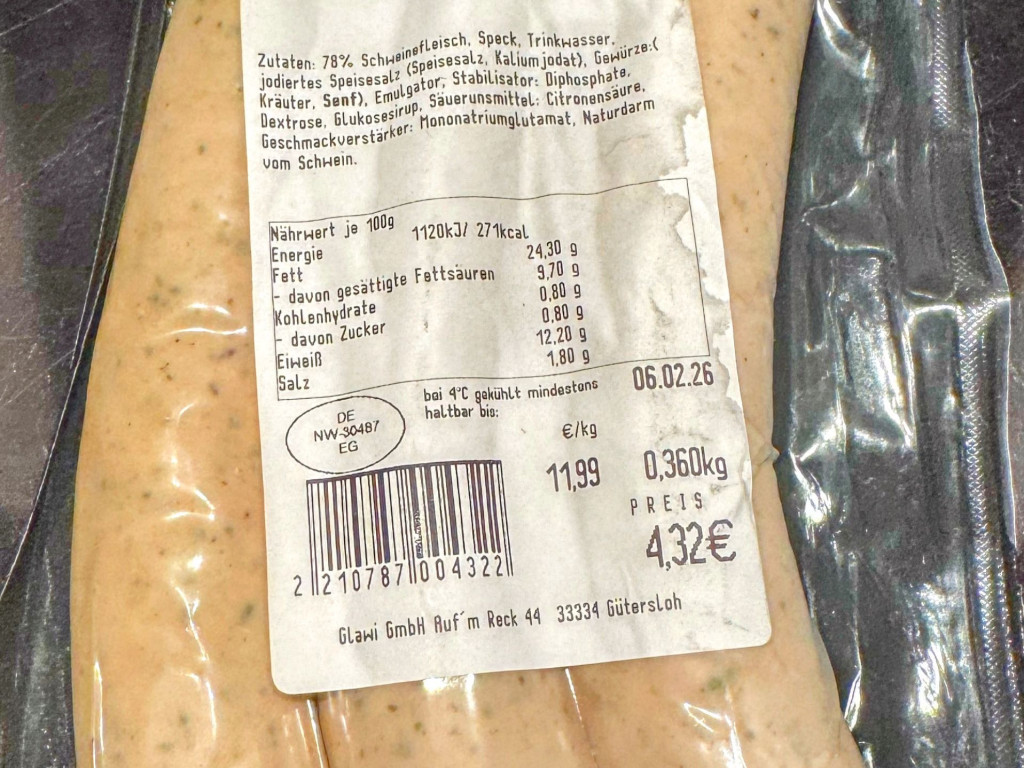 Zutaten: 78% Schweinefleisch, Speck, Trinkwasser,
jodiertes Speisesalz (Speisesalz, Kaliumjodat), Gewürze:(
Kräuter, Senf), Emulgator, Stabilisator: Diphosphate,
Dextrose, Glukosesirup, Säuerunsmittel: Citronensäure,
Geschmackverstärker: Mononatriumglutamat, Naturdarm
vom Schwein.
Nährwert je 100g
Energie 1120kJ/ 271kcal
Fett 24,30 g
- davon gesättigte Fettsäuren 9,70 g
Kohlenhydrate 0,80 g
- davon Zucker 0,80 g
Eiweiß 12,20 g
Salz 1,80 g
bei 4°C gekühlt mindestens
haltbar bis: 06.02.26
DE
NW-30487
EG
€/kg
11,99 0,360kg
PREIS
4,32€
2 210787 004322
Glawi GmbH Auf´m Reck 44 33334 Gütersloh